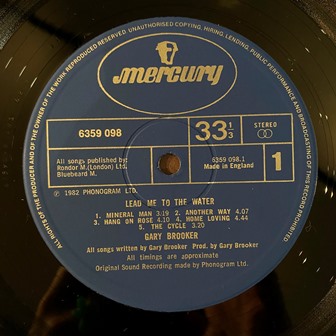 ALL RIGHTS OF THE PRODUCER AND OF THE OWNER OF THE WORK REPRODUCED RESERVED UNAUTHORISED COPYING, HIRING, LENDING, PUBLIC PERFORMANCE AND BROADCASTING OF THIS RECORD PROHIBITED
mercury
6359 098
33 1/3
STEREO
All songs published by:
Rondor M.(London) Ltd.
Bluebeard M.
6359 098.1
Made in England
1
Ⓟ 1982 PHONOGRAM LTD.
LEAD ME TO THE WATER
1. MINERAL MAN 3.19 2. ANOTHER WAY 4.07
3. HANG ON ROSE 4.10 4. HOME LOVING 4.44
5. THE CYCLE 3.20
GARY BROOKER
All songs written by Gary Brooker Prod. by Gary Brooker
All timings are approximate
Original Sound Recording made by Phonogram Ltd.